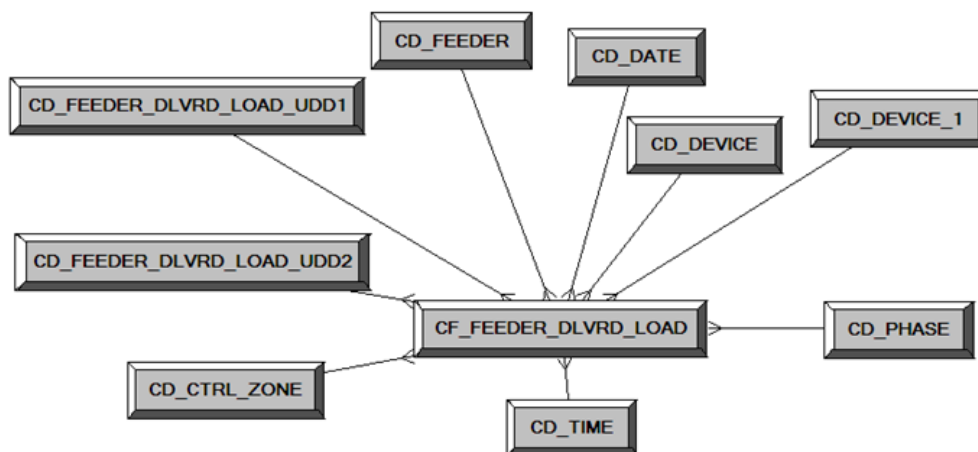 CD_FEEDER
CD_DATE
CD_FEEDER_DLVRD_LOAD_UDD1
CD_DEVICE_1
CD_DEVICE
CD_FEEDER_DLVRD_LOAD_UDD2
CF_FEEDER_DLVRD_LOAD
CD_PHASE
CD_CTRL_ZONE
CD_TIME